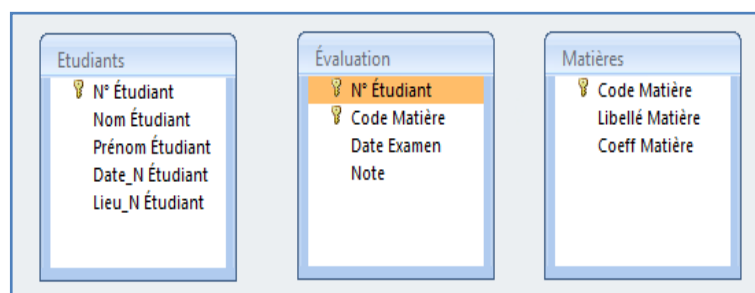 Etudiants
N° Étudiant
Nom Étudiant
Prénom Étudiant
Date_N Étudiant
Lieu_N Étudiant
Évaluation
N° Étudiant
Code Matière
Date Examen
Note
Matières
Code Matière
Libellé Matière
Coeff Matière